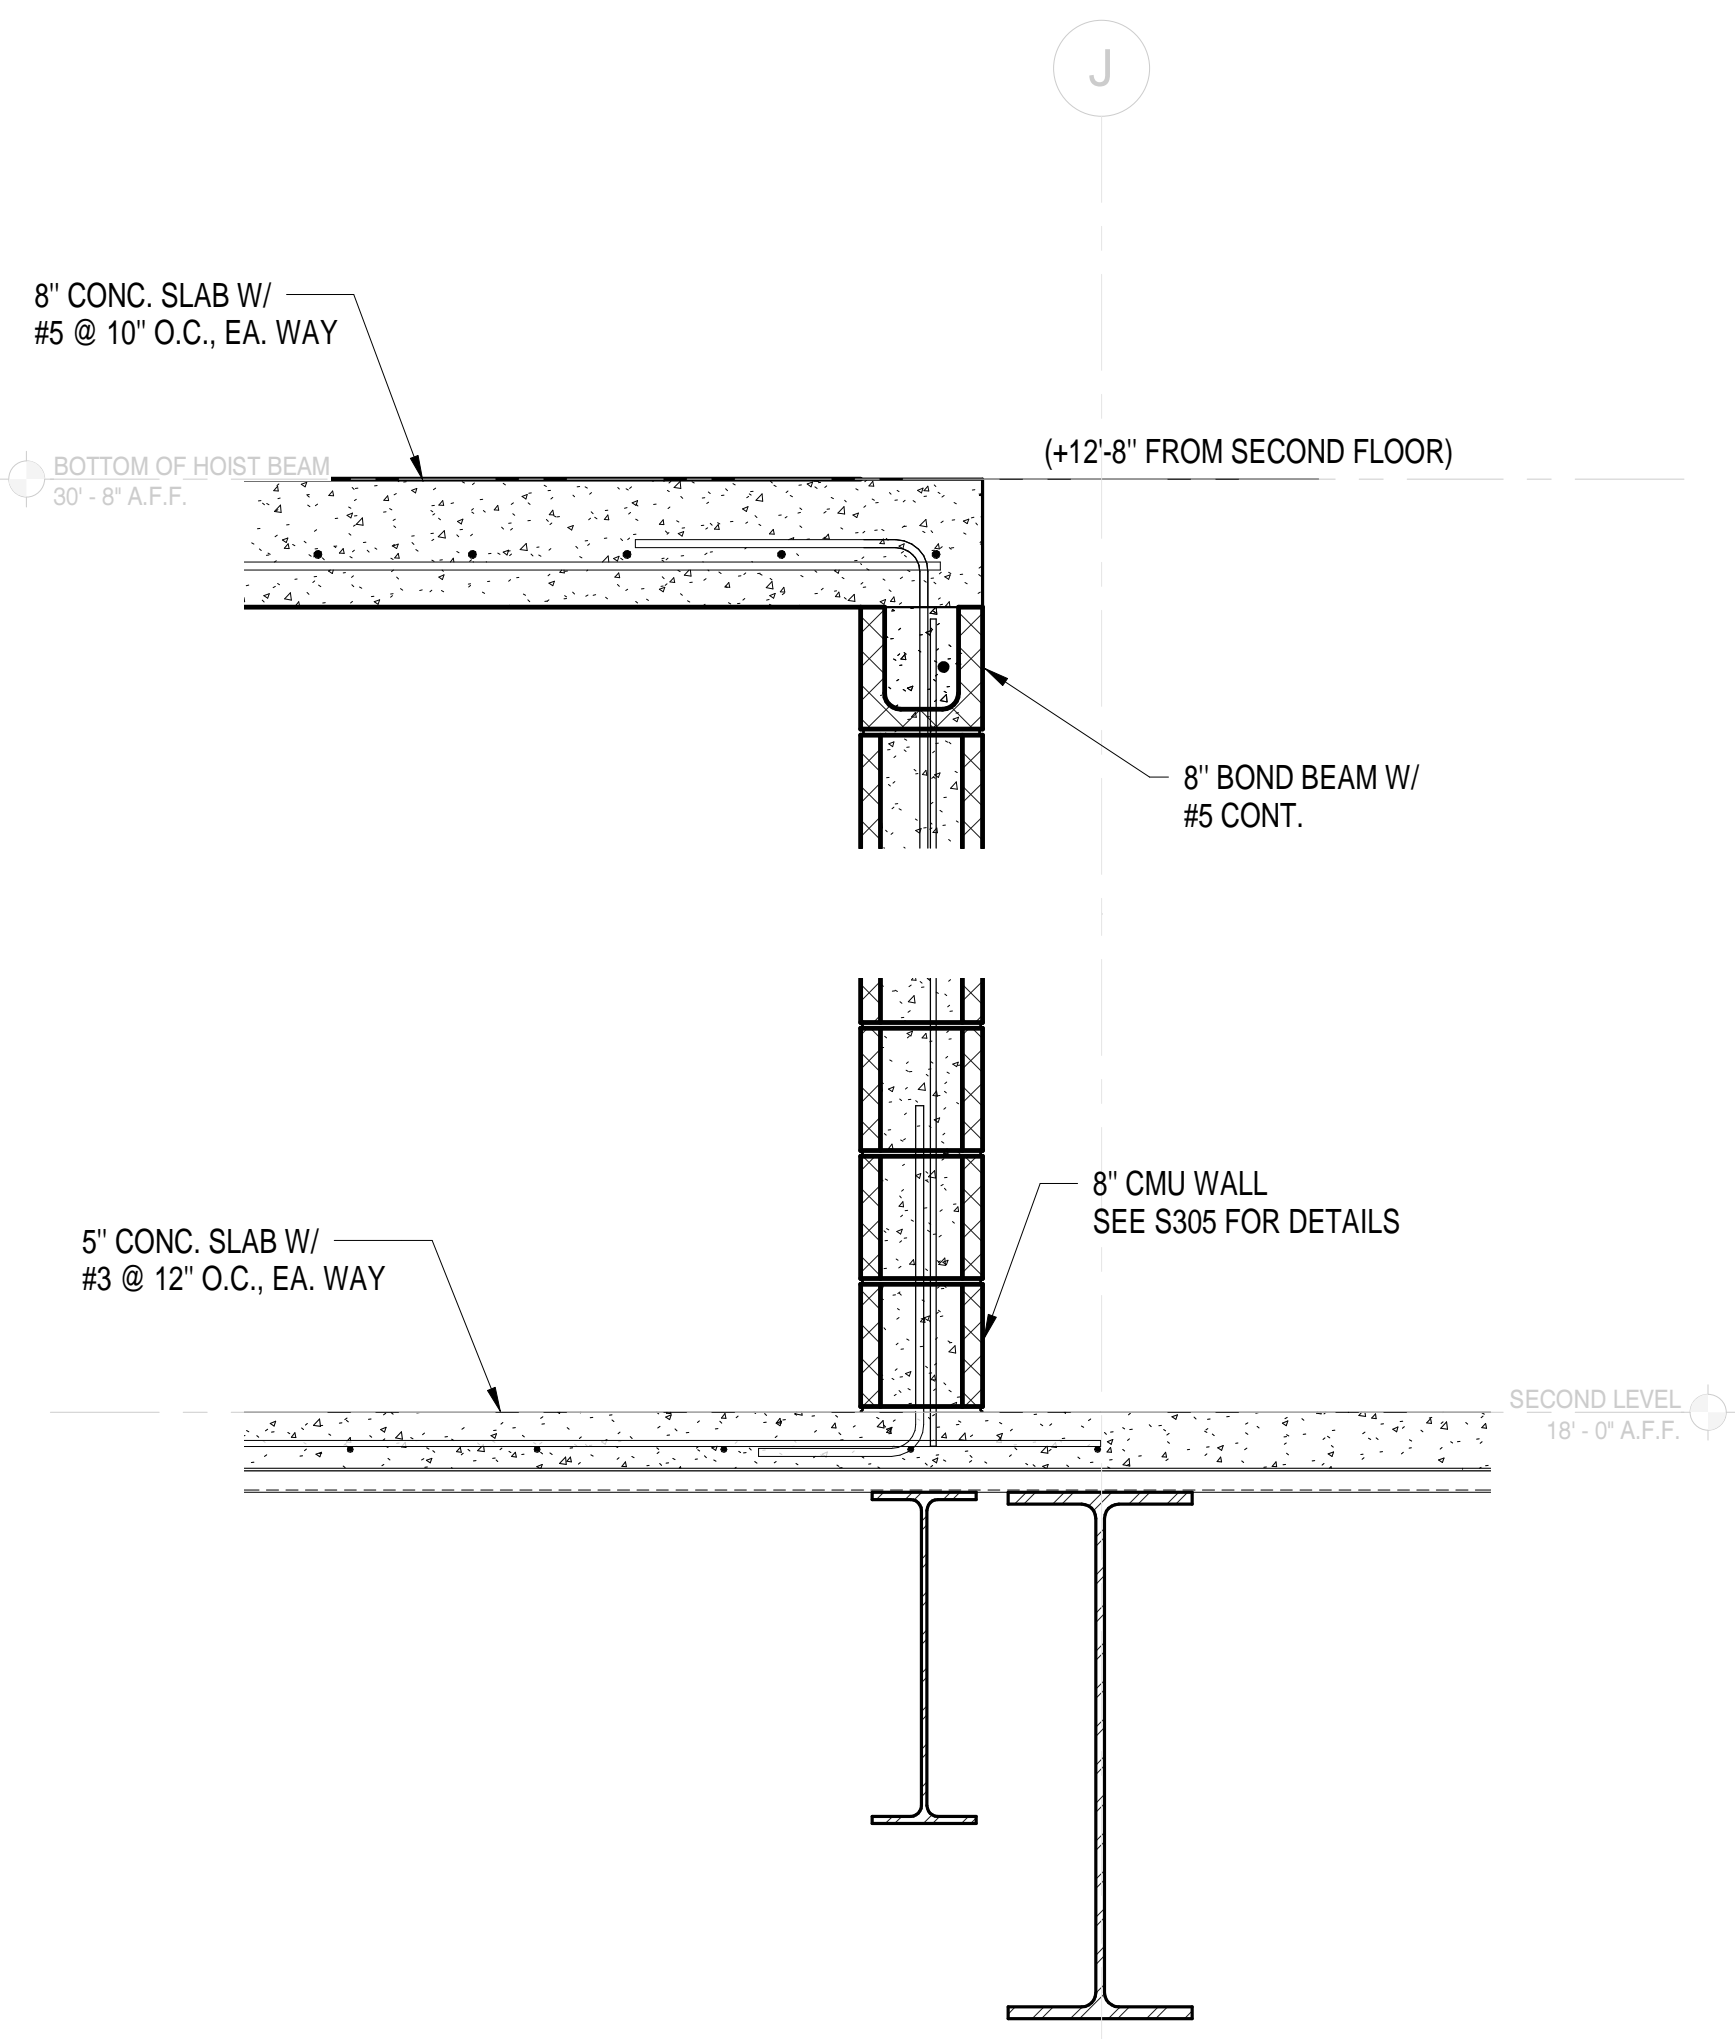 J
8" CONC. SLAB W/
#5 @ 10" O.C., EA. WAY
(+12'-8" FROM SECOND FLOOR)
BOTTOM OF HOIST BEAM
30' - 8" A.F.F.
8" BOND BEAM W/
#5 CONT.
8" CMU WALL
SEE S305 FOR DETAILS
5" CONC. SLAB W/
#3 @ 12" O.C., EA. WAY
SECOND LEVEL
18' - 0" A.F.F.